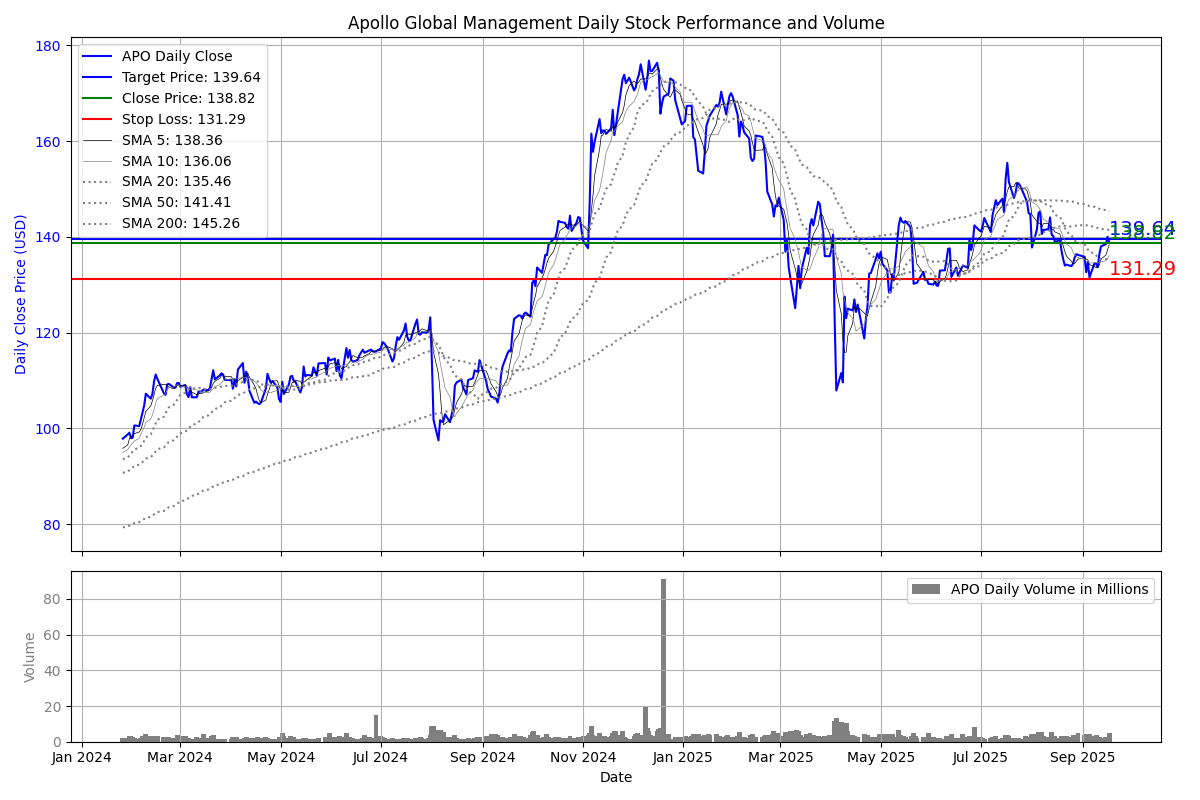 Apollo Global Management Daily Stock Performance and Volume
Daily Close Price (USD)
180
160
140
120
100
80
APO Daily Close
Target Price: 139.64
Close Price: 138.82
Stop Loss: 131.29
SMA 5: 138.36
SMA 10: 136.06
SMA 20: 135.46
SMA 50: 141.41
SMA 200: 145.26
139.64
138.82
131.29
Volume
80
60
40
20
0
APO Daily Volume in Millions
Jan 2024 Mar 2024 May 2024 Jul 2024 Sep 2024 Nov 2024 Jan 2025 Mar 2025 May 2025 Jul 2025 Sep 2025
Date